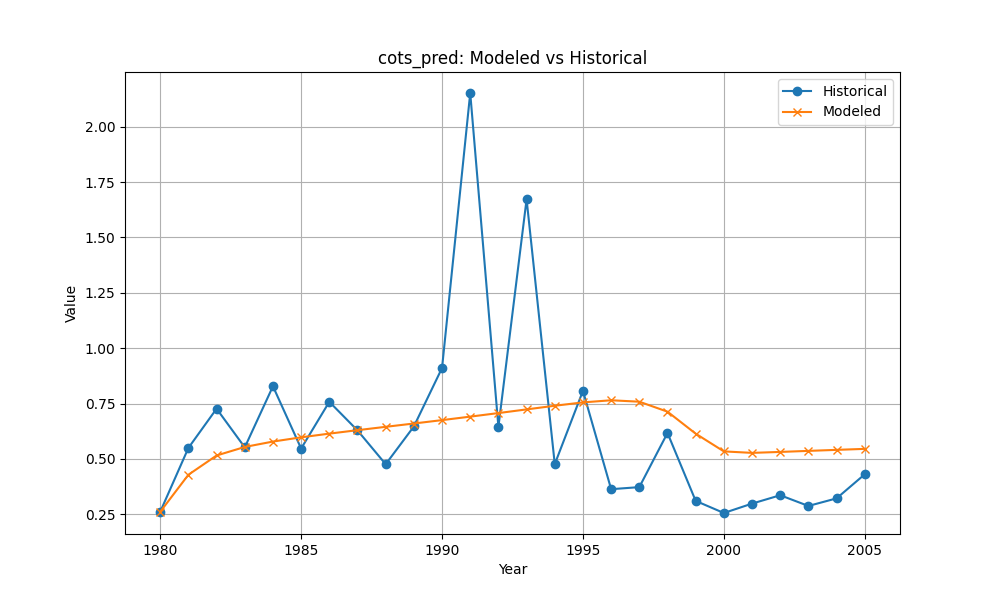 cots_pred: Modeled vs Historical
Historical
Modeled
Value
2.00
1.75
1.50
1.25
1.00
0.75
0.50
0.25
1980 1985 1990 1995 2000 2005
Year